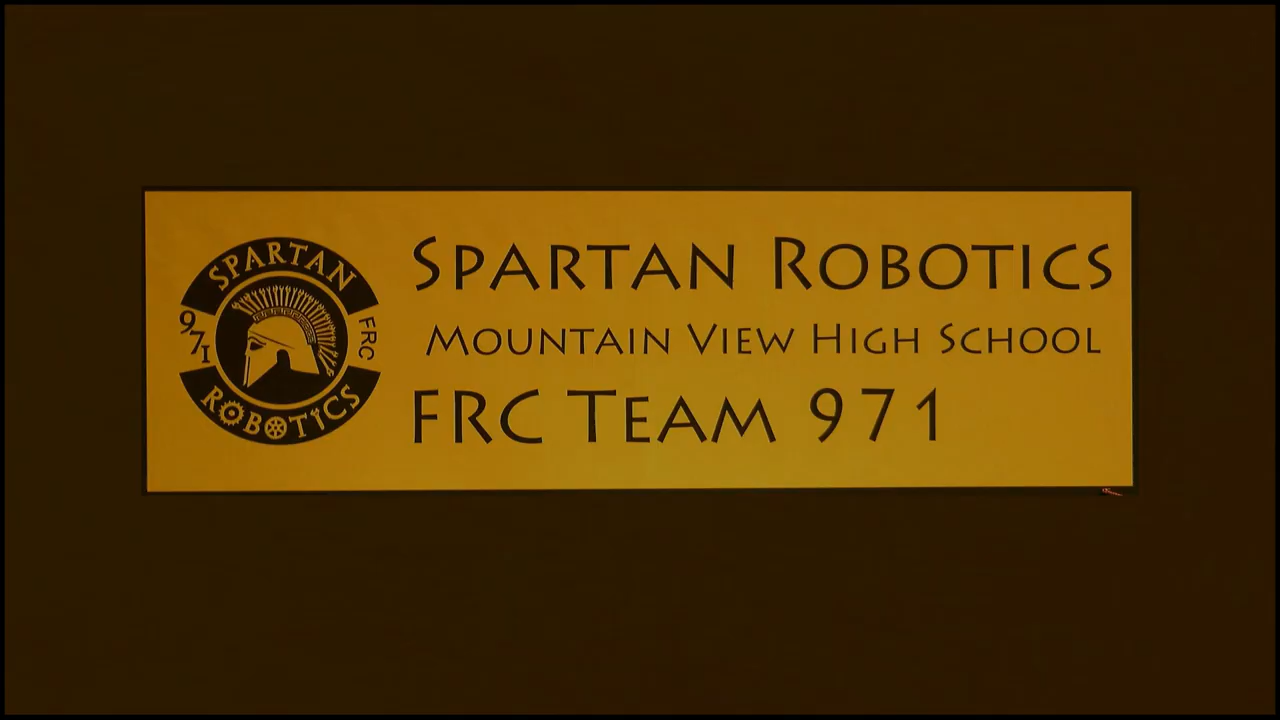 SPARTAN
971
FRC
ROBOTICS
SPARTAN ROBOTICS
MOUNTAIN VIEW HIGH SCHOOL
FRC TEAM 971